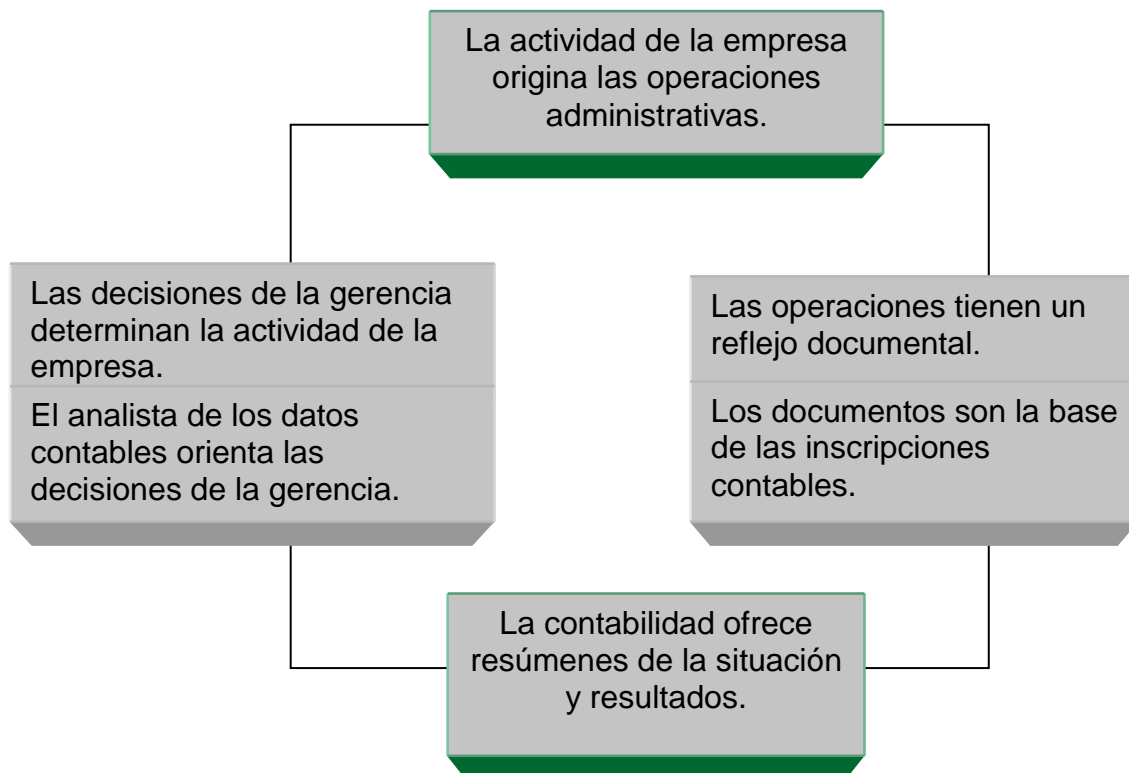 La actividad de la empresa
origina las operaciones
administrativas.
Las decisiones de la gerencia
determinan la actividad de la
empresa.
El analista de los datos
contables orienta las
decisiones de la gerencia.
Las operaciones tienen un
reflejo documental.
Los documentos son la base
de las inscripciones
contables.
La contabilidad ofrece
resúmenes de la situación
y resultados.